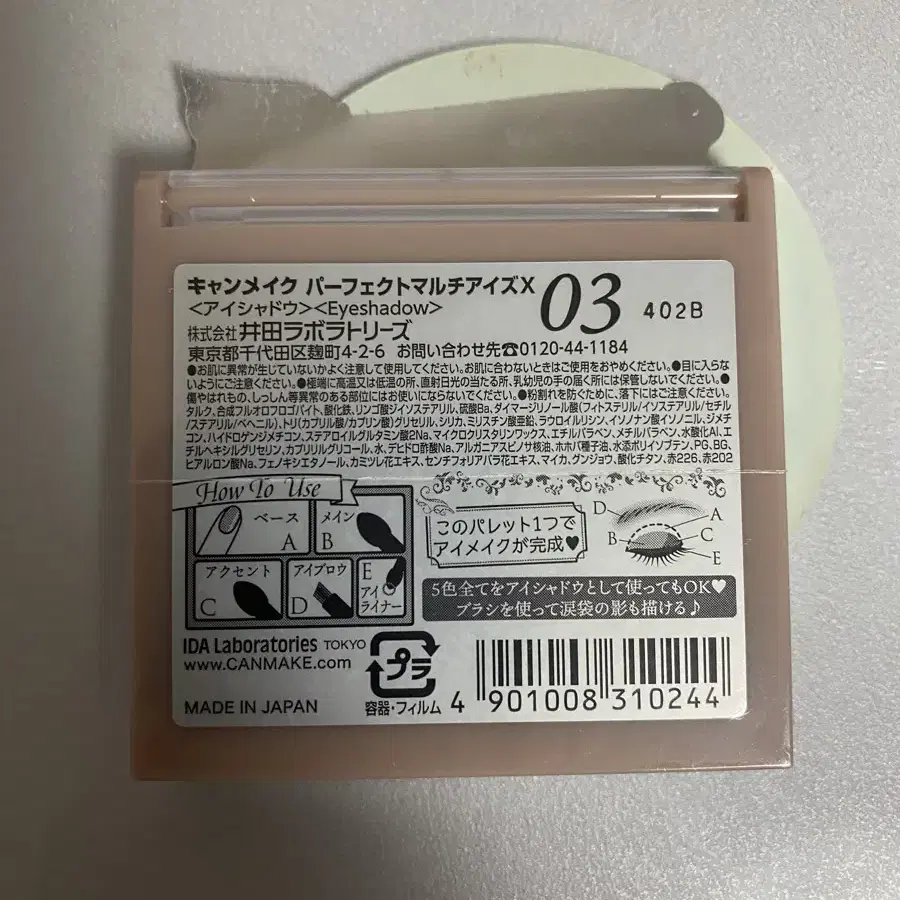 キャンメイク パーフェクトマルチアイズX 03 402B
<アイシャドウ><Eyeshadow>
株式会社 井田ラボラトリーズ
東京都千代田区麹町4-2-6 お問い合わせ先☎0120-44-1184
●お肌に異常が生じていないかよく注意して使用してください。お肌に合わないときはご使用をおやめください。●目に入らな
いようにご注意ください。●極端に高温又は低温の所、直射日光の当たる所、乳幼児の手の届く所には保管しないでください。●
傷やはれもの、しっしん等異常のある部位にはお使いにならないでください。●粉割れを防ぐために、落下にはご注意ください。
タルク、合成フルオロフロゴパイト、酸化鉄、リンゴ酸ジイソステアリル、硫酸Ba、ダイマージリノール酸(フィトステリル/イソステアリル/セチル
/ステアリル/ベヘニル)、トリ(カプリル酸/カプリン酸)グリセリル、シリカ、ミリスチン酸亜鉛、ラウロイルリシン、イソノナン酸イソノニル、ジメチ
コン、ハイドロゲンジメチコン、ステアロイルグルタミン酸2Na、マイクロクリスタリンワックス、エチルパラベン、メチルパラベン、水酸化Al、エ
チルヘキシルグリセリン、カプリリルグリコール、水、デヒドロ酢酸Na、アルガニアスピノサ核油、ホホバ種子油、水添ポリイソブテン、PG、BG、
ヒアルロン酸Na、フェノキシエタノール、カミツレ花エキス、センチフォリアバラ花エキス、マイカ、グンジョウ、酸化チタン、赤226、赤202
How To Use
ベース
A
メイン
B
アクセント
C
アイブロウ
D
E
アイ
ライナー
このパレット1つで
アイメイクが完成♥
D
A
B
C
E
5色全てをアイシャドウとして使ってもOK♥
ブラシを使って涙袋の影も描ける♪
IDA Laboratories TOKYO
www.CANMAKE.com
MADE IN JAPAN
プラ
容器・フィルム
4 901008 310244